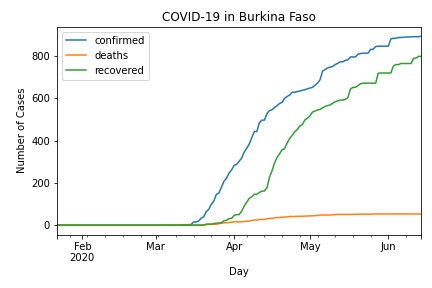 COVID-19 in Burkina Faso
confirmed
deaths
recovered
Number of Cases
800
600
400
200
0
Feb
2020
Mar
Apr
May
Jun
Day